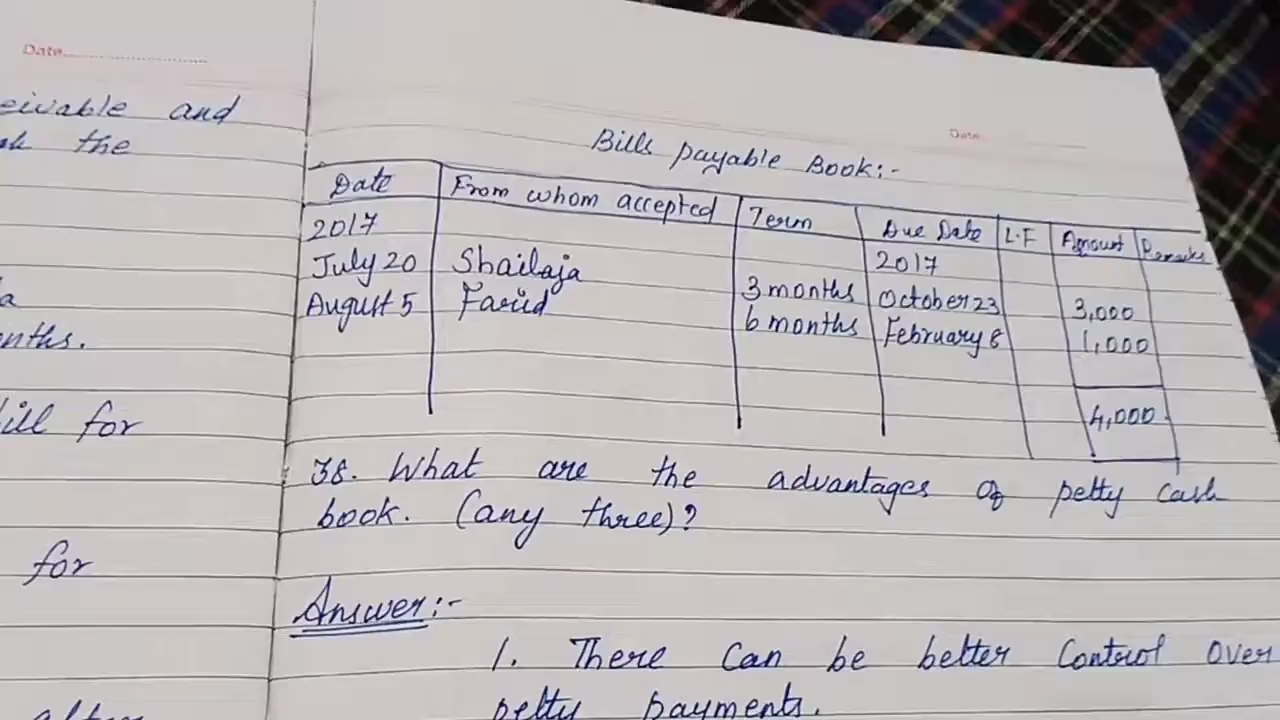 Date
eivable and
the
a
nths.
ill for
for
after
Date
Bills payable Book:-
Date From whom accepted Term Due Date L.F Amount Remarks
2017 2017
July 20 Shailaja 3 months October 23 3,000
August 5 Farid 6 months February 8 1,000
4,000
38. What are the advantages of petty cash
book. (any three)?
Answer:-
1. There can be better control over
petty payments.